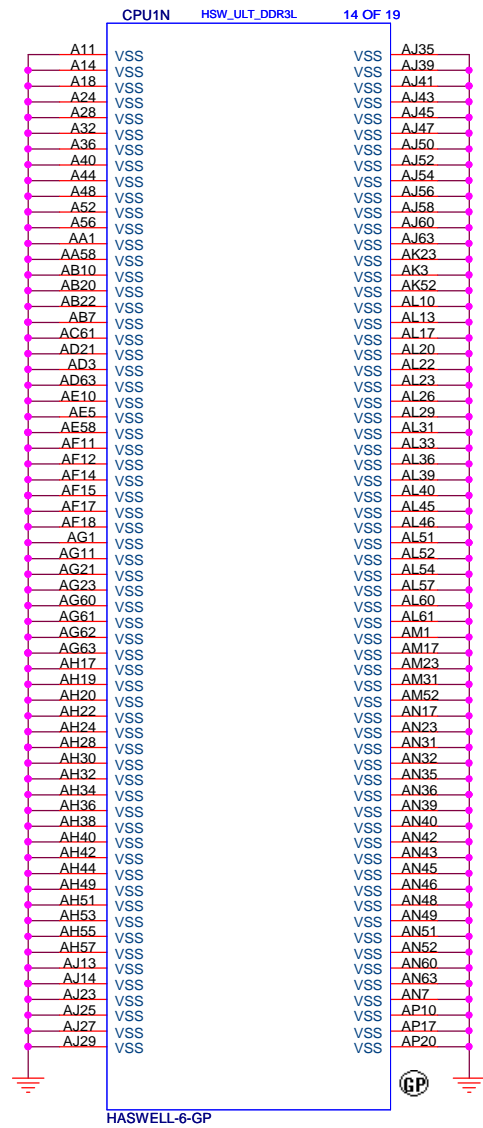 CPU1N HSW_ULT_DDR3L 14 OF 19
A11 VSS VSS AJ35
A14 VSS VSS AJ39
A18 VSS VSS AJ41
A24 VSS VSS AJ43
A28 VSS VSS AJ45
A32 VSS VSS AJ47
A36 VSS VSS AJ50
A40 VSS VSS AJ52
A44 VSS VSS AJ54
A48 VSS VSS AJ56
A52 VSS VSS AJ58
A56 VSS VSS AJ60
AA1 VSS VSS AJ63
AA58 VSS VSS AK23
AB10 VSS VSS AK3
AB20 VSS VSS AK52
AB22 VSS VSS AL10
AB7 VSS VSS AL13
AC61 VSS VSS AL17
AD21 VSS VSS AL20
AD3 VSS VSS AL22
AD63 VSS VSS AL23
AE10 VSS VSS AL26
AE5 VSS VSS AL29
AE58 VSS VSS AL31
AF11 VSS VSS AL33
AF12 VSS VSS AL36
AF14 VSS VSS AL39
AF15 VSS VSS AL40
AF17 VSS VSS AL45
AF18 VSS VSS AL46
AG1 VSS VSS AL51
AG11 VSS VSS AL52
AG21 VSS VSS AL54
AG23 VSS VSS AL57
AG60 VSS VSS AL60
AG61 VSS VSS AL61
AG62 VSS VSS AM1
AG63 VSS VSS AM17
AH17 VSS VSS AM23
AH19 VSS VSS AM31
AH20 VSS VSS AM52
AH22 VSS VSS AN17
AH24 VSS VSS AN23
AH28 VSS VSS AN31
AH30 VSS VSS AN32
AH32 VSS VSS AN35
AH34 VSS VSS AN36
AH36 VSS VSS AN39
AH38 VSS VSS AN40
AH40 VSS VSS AN42
AH42 VSS VSS AN43
AH44 VSS VSS AN45
AH49 VSS VSS AN46
AH51 VSS VSS AN48
AH53 VSS VSS AN49
AH55 VSS VSS AN51
AH57 VSS VSS AN52
AJ13 VSS VSS AN60
AJ14 VSS VSS AN63
AJ23 VSS VSS AN7
AJ25 VSS VSS AP10
AJ27 VSS VSS AP17
AJ29 VSS VSS AP20
GP
HASWELL-6-GP